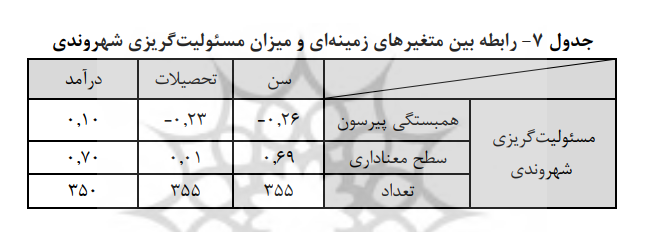 جدول ۷- رابطه بین متغیرهای زمینه‌ای و میزان مسئولیت‌گریزی شهروندی
سن تحصیلات درآمد
مسئولیت‌گریزی شهروندی
همبستگی پیرسون -۰,۲۶ -۰,۲۳ ۰,۱۰
سطح معناداری ۰,۶۹ ۰,۰۱ ۰,۷۰
تعداد ۳۵۵ ۳۵۵ ۳۵۰